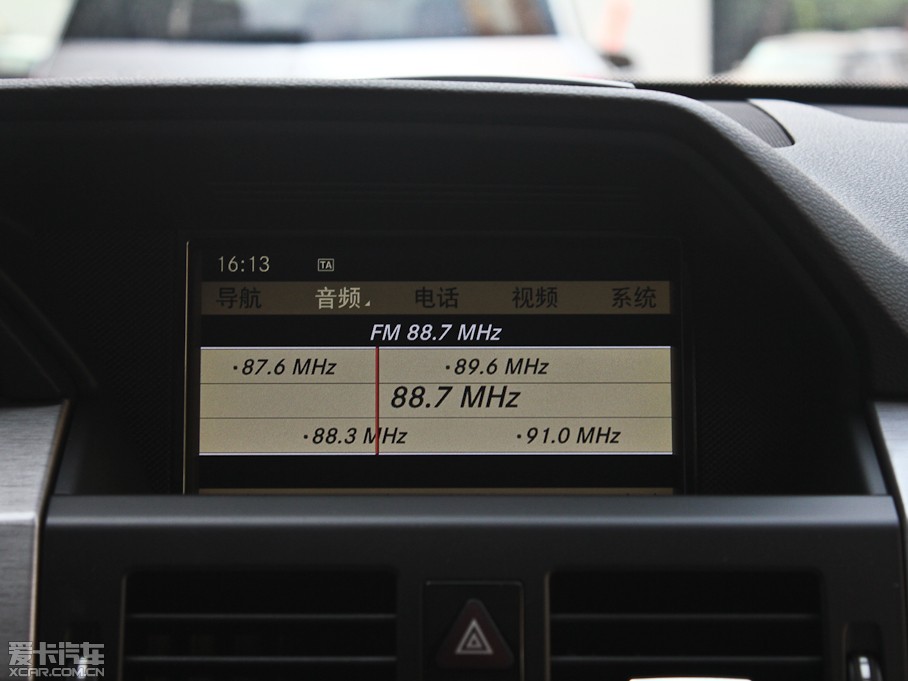 16:13 TA
导航 音频 电话 视频 系统
FM 88.7 MHz
·87.6 MHz ·89.6 MHz
88.7 MHz
·88.3 MHz ·91.0 MHz
爱卡汽车
XCAR.COM.CN